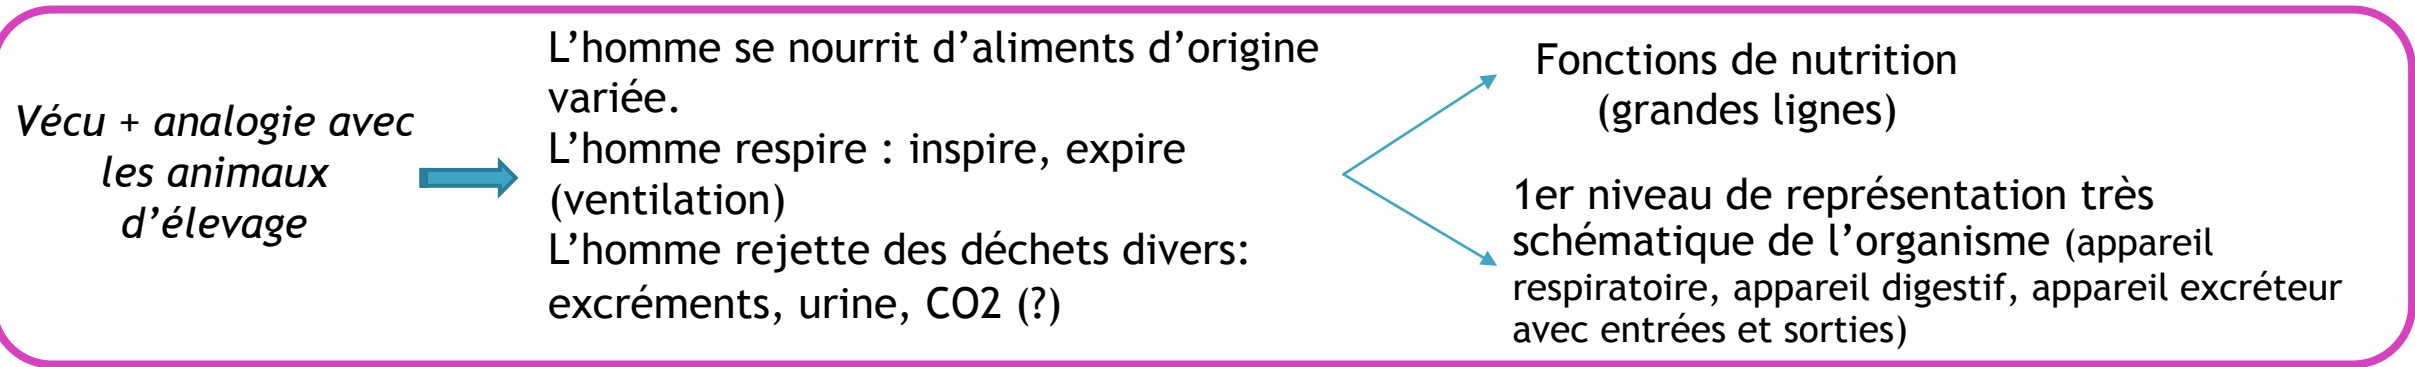 Vécu + analogie avec
les animaux
d’élevage
L’homme se nourrit d’aliments d’origine
variée.
L’homme respire : inspire, expire
(ventilation)
L’homme rejette des déchets divers:
excréments, urine, CO2 (?)
Fonctions de nutrition
(grandes lignes)
1er niveau de représentation très
schématique de l’organisme (appareil
respiratoire, appareil digestif, appareil excréteur
avec entrées et sorties)